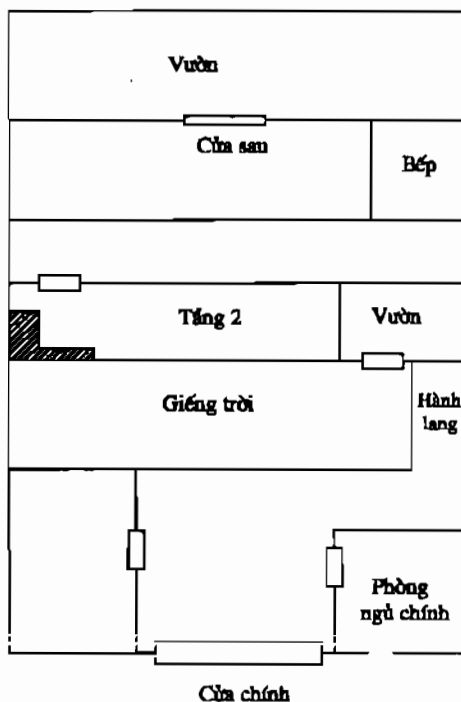 Vườn
Cửa sau
Bếp
Tầng 2
Vườn
Giếng trời
Hành
lang
Phòng
ngủ chính
Cửa chính